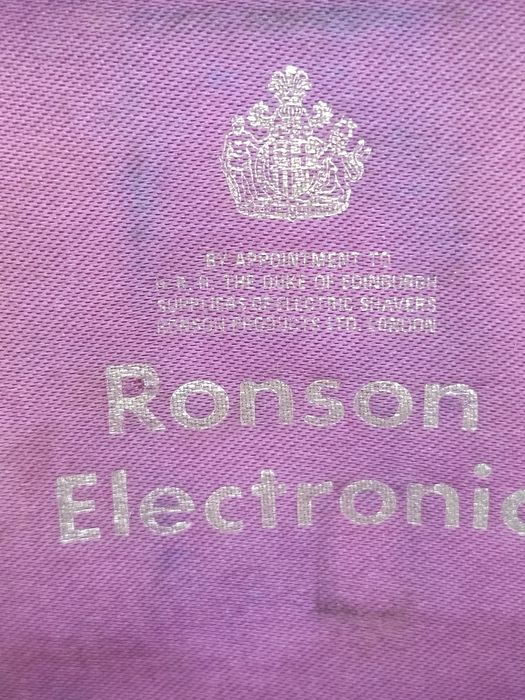 BY APPOINTMENT TO
H. R. H. THE DUKE OF EDINBURGH
SUPPLIERS OF ELECTRIC SHAVERS
RONSON PRODUCTS LTD. LONDON
Ronson
Electronic